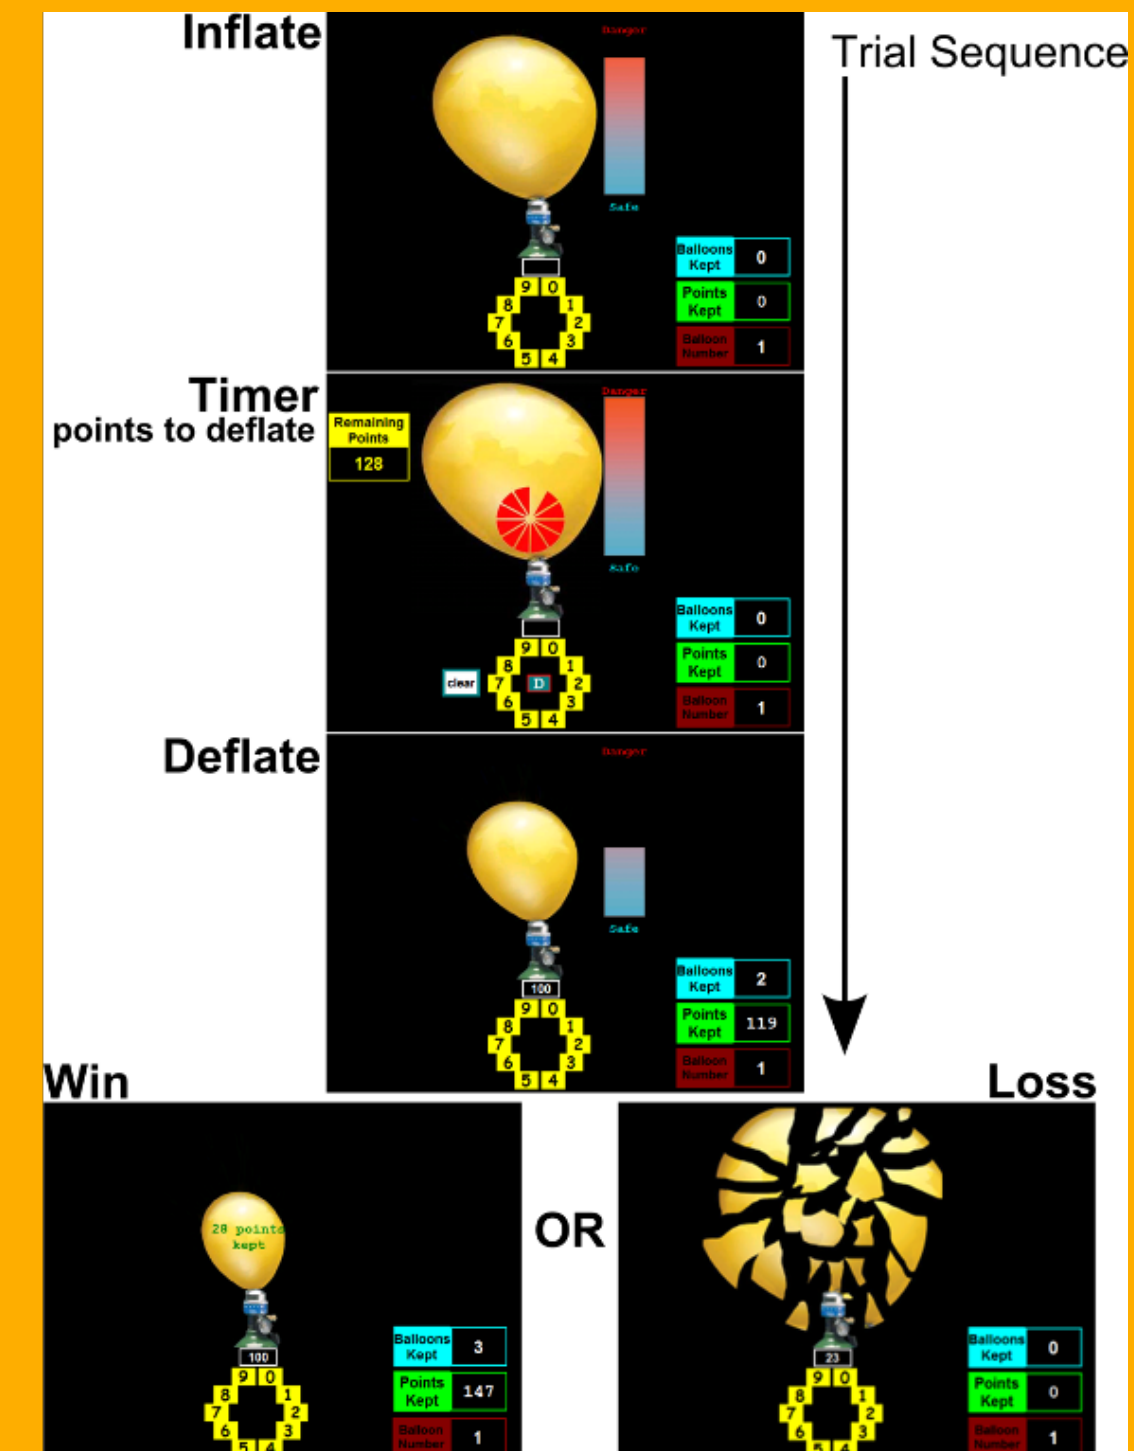 Inflate
Trial Sequence
Danger
Safe
Balloons
Kept
0
Points
Kept
0
Balloon
Number
1
9 0
8 1
7 2
6 3
5 4
Timer
points to deflate
Remaining
Points
128
Danger
Safe
Balloons
Kept
0
Points
Kept
0
Balloon
Number
1
9 0
8 1
clear 7 D 2
6 3
5 4
Deflate
Danger
Safe
Balloons
Kept
2
Points
Kept
119
Balloon
Number
1
100
9 0
8 1
7 2
6 3
5 4
Win
28 points
kept
Balloons
Kept
3
Points
Kept
147
Balloon
Number
1
100
9 0
8 1
7 2
6 3
5 4
OR
Loss
Balloons
Kept
0
Points
Kept
0
Balloon
Number
1
23
9 0
8 1
7 2
6 3
5 4